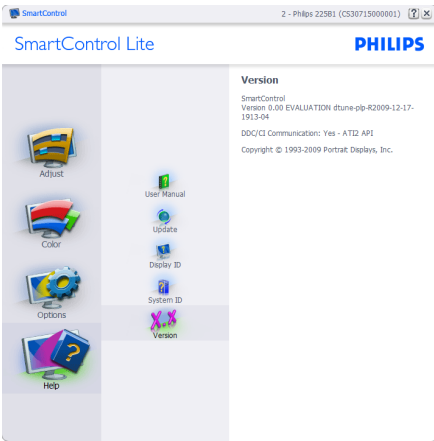 SmartControl
2 - Philips 225B1 (CS30715000001)
?
SmartControl Lite
PHILIPS
Adjust
Color
Options
Help
User Manual
Update
Display ID
System ID
X.X
Version
Version
SmartControl
Version 0.00 EVALUATION dtune-plp-R2009-12-17-
1913-04
DDC/CI Communication: Yes - ATI2 API
Copyright © 1993-2009 Portrait Displays, Inc.